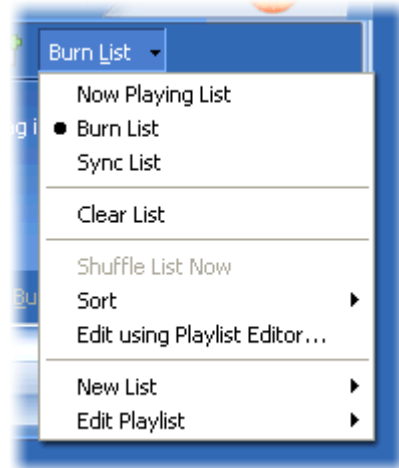 Burn List
Now Playing List
g i
Burn List
Sync List
Clear List
Shuffle List Now
Bu
Sort
Edit using Playlist Editor...
New List
Edit Playlist